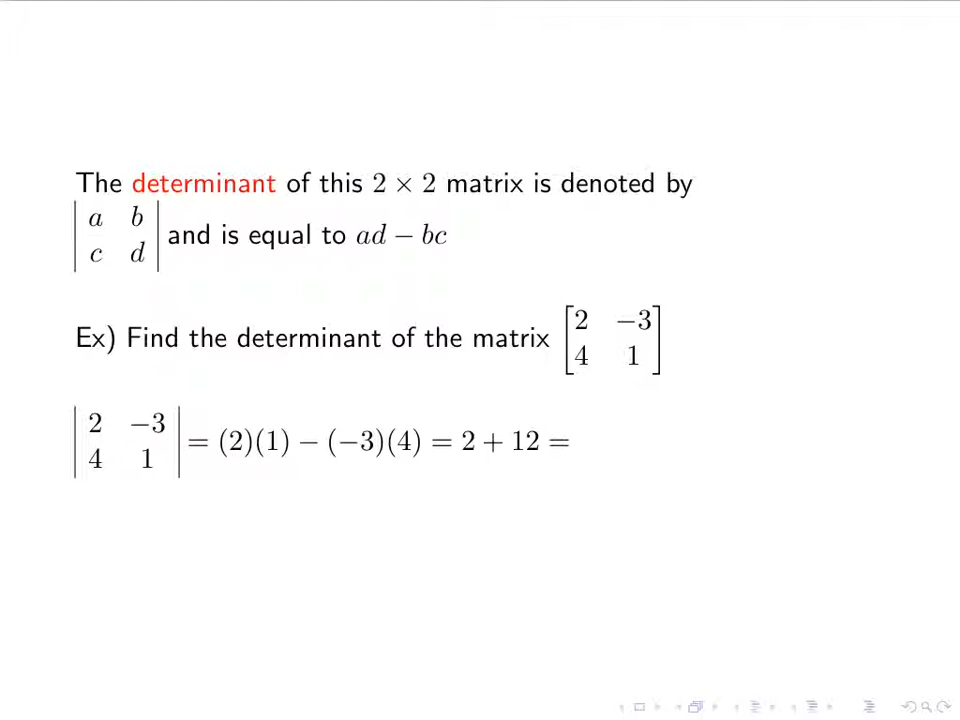 The determinant of this 2 × 2 matrix is denoted by
| a b |
| c d | and is equal to ad − bc
Ex) Find the determinant of the matrix [2 −3]
[4 1]
| 2 −3 |
| 4 1 | = (2)(1) − (−3)(4) = 2 + 12 =